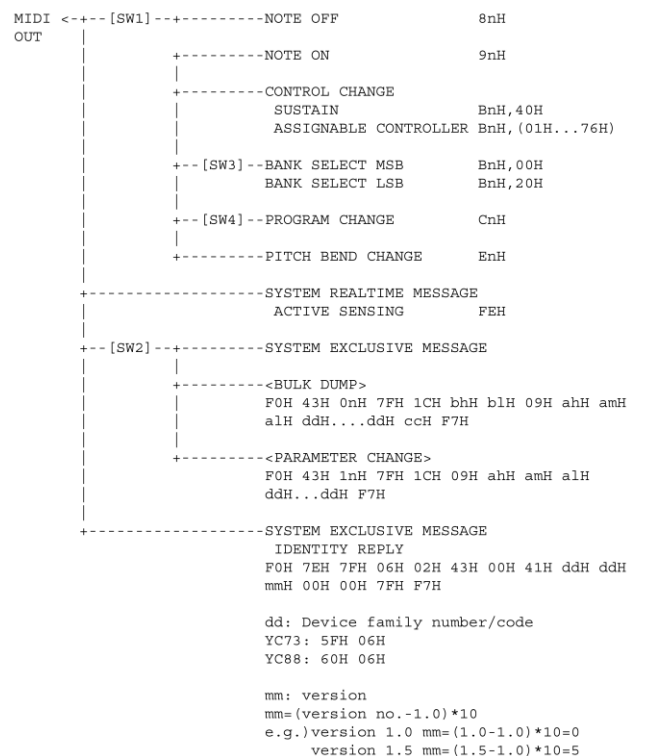 MIDI <-+--[SW1]--+---------NOTE OFF                8nH
OUT    |         |
       |         +---------NOTE ON                 9nH
       |         |
       |         +---------CONTROL CHANGE
       |         |          SUSTAIN                BnH,40H
       |         |          ASSIGNABLE CONTROLLER  BnH,(01H...76H)
       |         |
       |         +--[SW3]--BANK SELECT MSB         BnH,00H
       |         |         BANK SELECT LSB         BnH,20H
       |         |
       |         +--[SW4]--PROGRAM CHANGE          CnH
       |         |
       |         +---------PITCH BEND CHANGE       EnH
       |
       +-------------------SYSTEM REALTIME MESSAGE
       |                    ACTIVE SENSING         FEH
       |
       +--[SW2]--+---------SYSTEM EXCLUSIVE MESSAGE
       |         |
       |         +---------<BULK DUMP>
       |         |         F0H 43H 0nH 7FH 1CH bhH blH 09H ahH amH
       |         |         alH ddH....ddH ccH F7H
       |         |
       |         +---------<PARAMETER CHANGE>
       |                   F0H 43H 1nH 7FH 1CH 09H ahH amH alH
       |                   ddH...ddH F7H
       |
       +-------------------SYSTEM EXCLUSIVE MESSAGE
                            IDENTITY REPLY
                           F0H 7EH 7FH 06H 02H 43H 00H 41H ddH ddH
                           mmH 00H 00H 7FH F7H

                           dd: Device family number/code
                           YC73: 5FH 06H
                           YC88: 60H 06H

                           mm: version
                           mm=(version no.-1.0)*10
                           e.g.)version 1.0 mm=(1.0-1.0)*10=0
                                version 1.5 mm=(1.5-1.0)*10=5